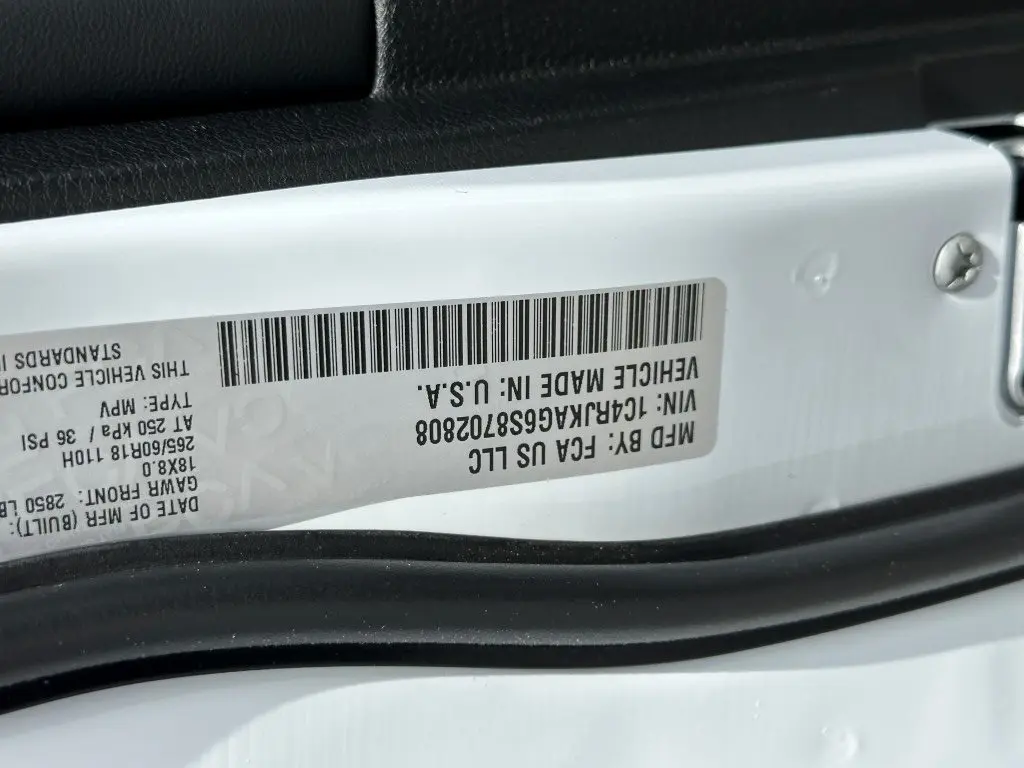 MFD BY: FCA US LLC
VIN: 1C4RJKAG6S8702808
VEHICLE MADE IN: U.S.A.
DATE OF MFR (BUILT):
GAWR FRONT: 2850 LB
18X8.0
265/60R18 110H
AT 250 kPa / 36 PSI
TYPE: MPV
THIS VEHICLE CONFOR
STANDARDS I